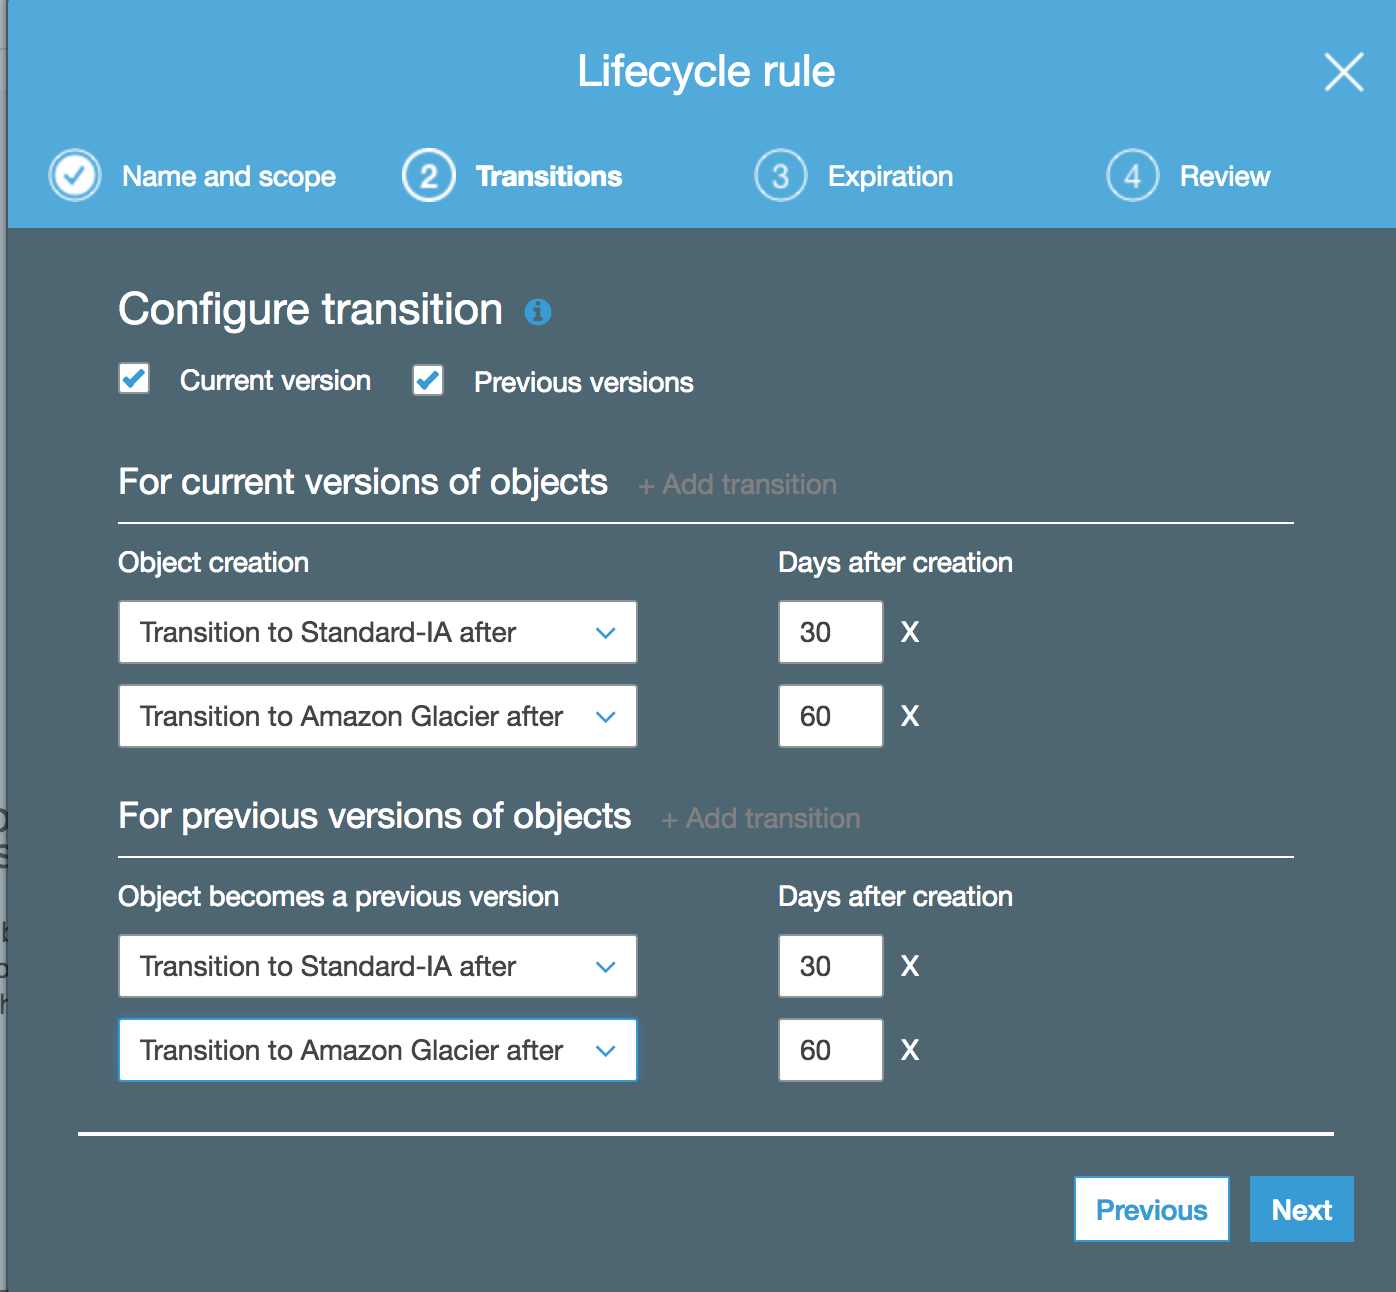 Lifecycle rule
Name and scope
2 Transitions
3 Expiration
4 Review
Configure transition
Current version Previous versions
For current versions of objects + Add transition
Object creation Days after creation
Transition to Standard-IA after 30 X
Transition to Amazon Glacier after 60 X
For previous versions of objects + Add transition
Object becomes a previous version Days after creation
Transition to Standard-IA after 30 X
Transition to Amazon Glacier after 60 X
Previous Next